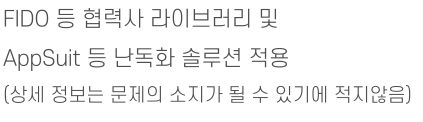 FIDO 등 협력사 라이브러리 및
AppSuit 등 난독화 솔루션 적용
(상세 정보는 문제의 소지가 될 수 있기에 적지않음)